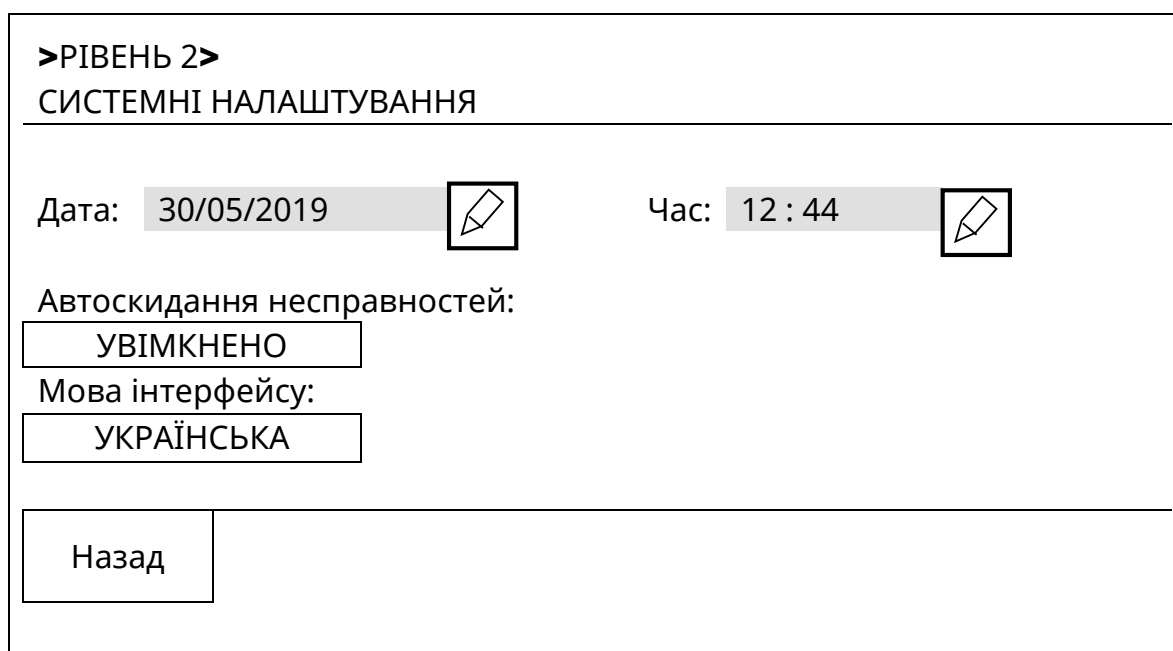 >РІВЕНЬ 2>
СИСТЕМНІ НАЛАШТУВАННЯ
Дата: 30/05/2019 Час: 12 : 44
Автоскидання несправностей:
УВІМКНЕНО
Мова інтерфейсу:
УКРАЇНСЬКА
Назад